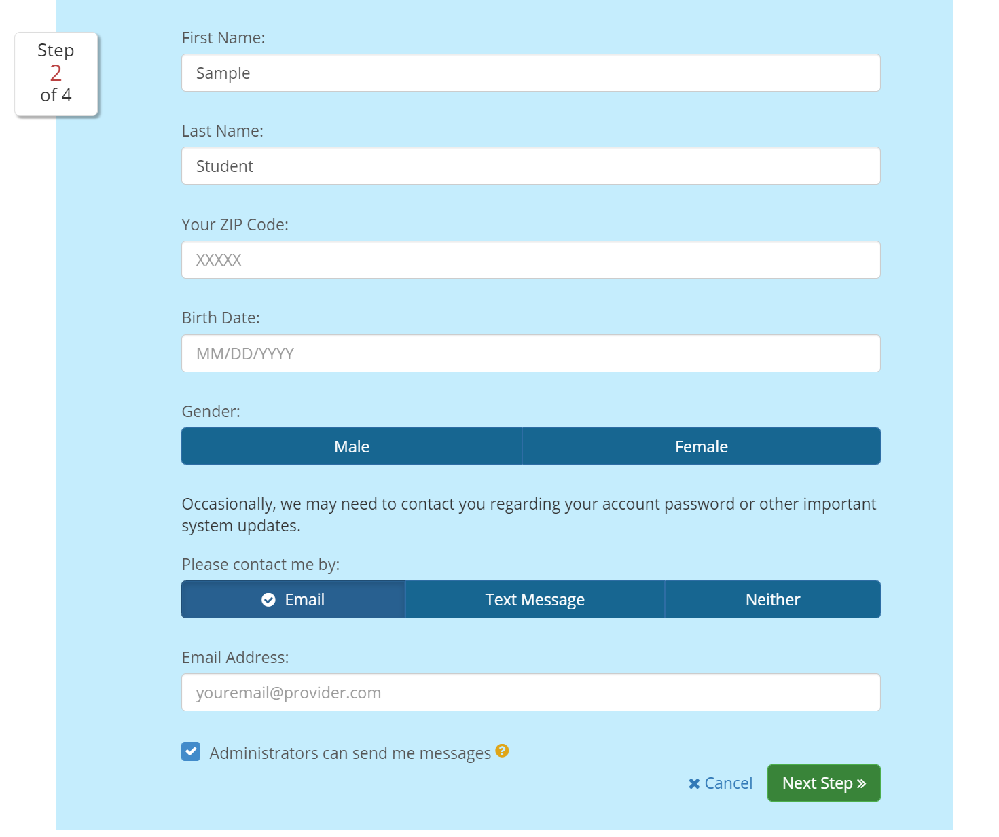 Step
2
of 4
First Name:
Sample
Last Name:
Student
Your ZIP Code:
XXXXX
Birth Date:
MM/DD/YYYY
Gender:
Male
Female
Occasionally, we may need to contact you regarding your account password or other important
system updates.
Please contact me by:
Email
Text Message
Neither
Email Address:
youremail@provider.com
Administrators can send me messages ?
Cancel
Next Step »